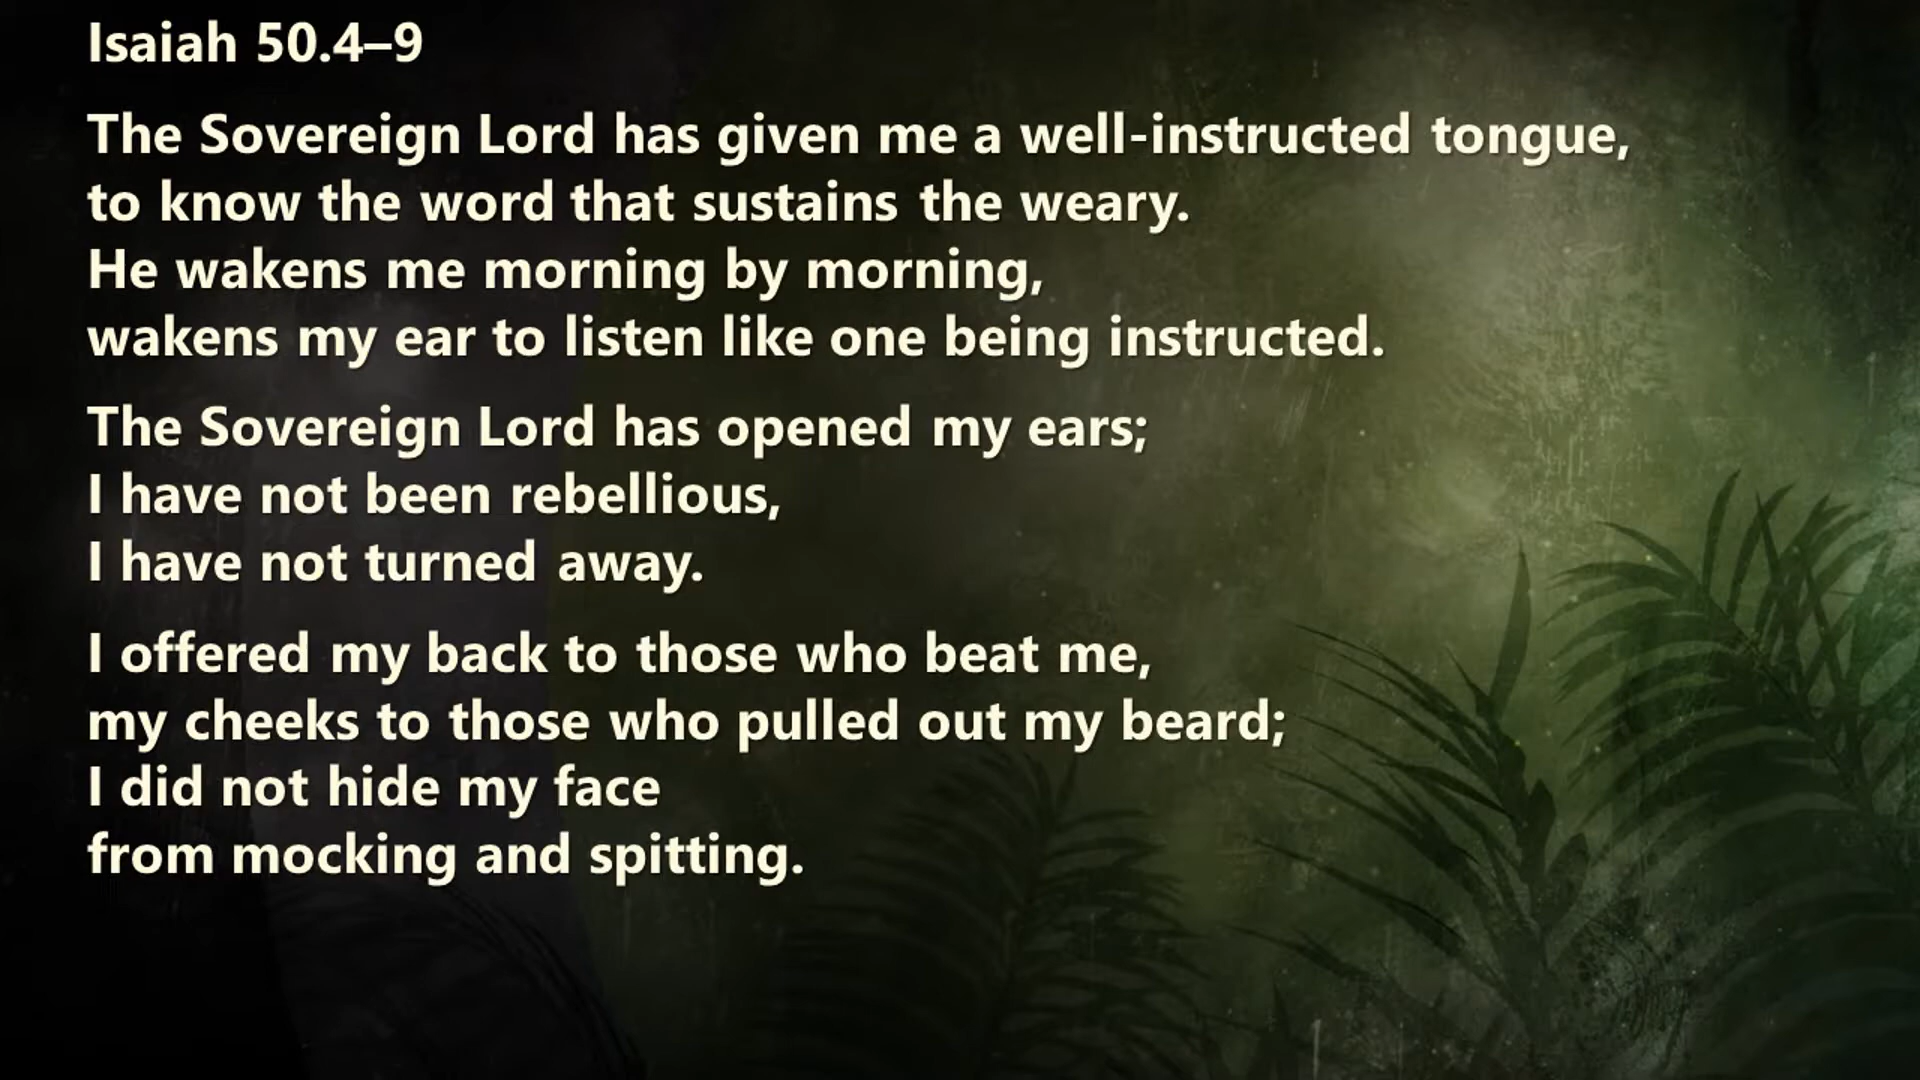 Isaiah 50.4–9
The Sovereign Lord has given me a well-instructed tongue,
to know the word that sustains the weary.
He wakens me morning by morning,
wakens my ear to listen like one being instructed.
The Sovereign Lord has opened my ears;
I have not been rebellious,
I have not turned away.
I offered my back to those who beat me,
my cheeks to those who pulled out my beard;
I did not hide my face
from mocking and spitting.